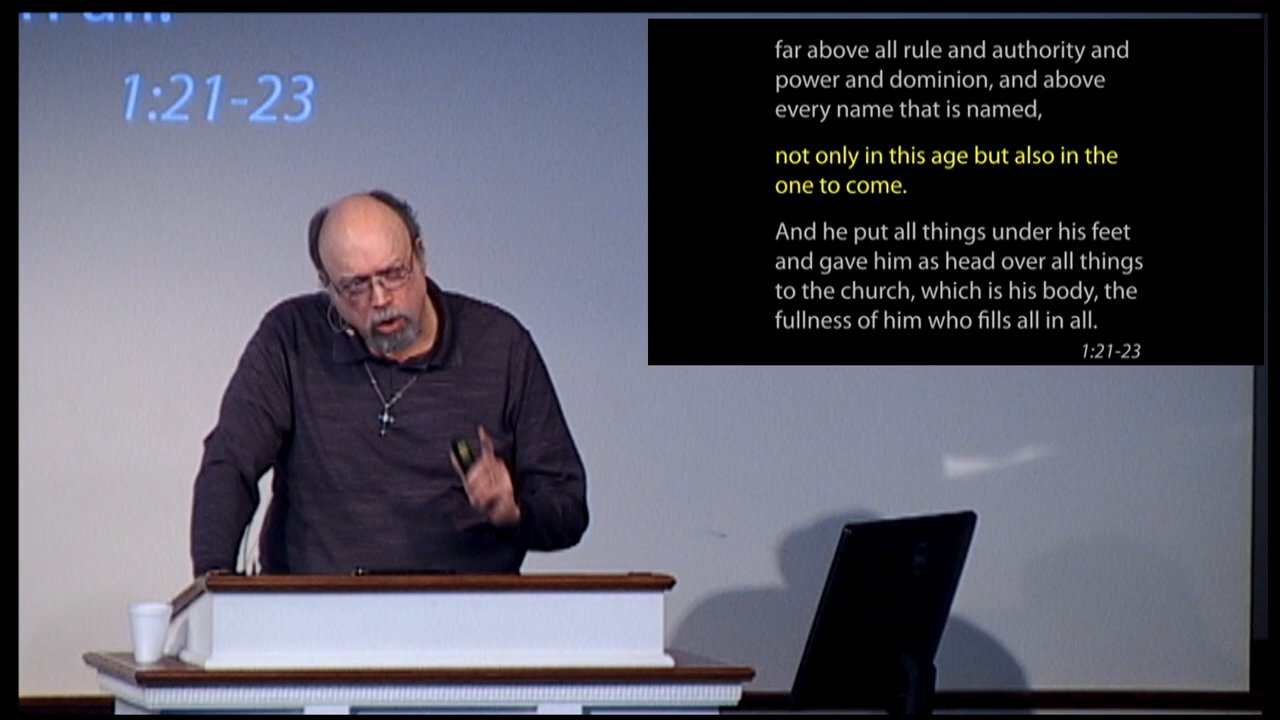 1:21-23
far above all rule and authority and
power and dominion, and above
every name that is named,
not only in this age but also in the
one to come.
And he put all things under his feet
and gave him as head over all things
to the church, which is his body, the
fullness of him who fills all in all.
1:21-23